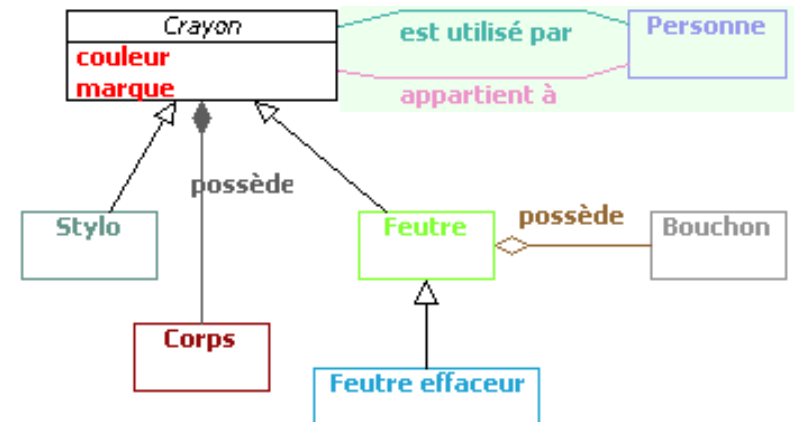 Crayon
couleur
marque
est utilisé par
Personne
appartient à
possède
Stylo
Feutre
possède
Bouchon
Corps
Feutre effaceur